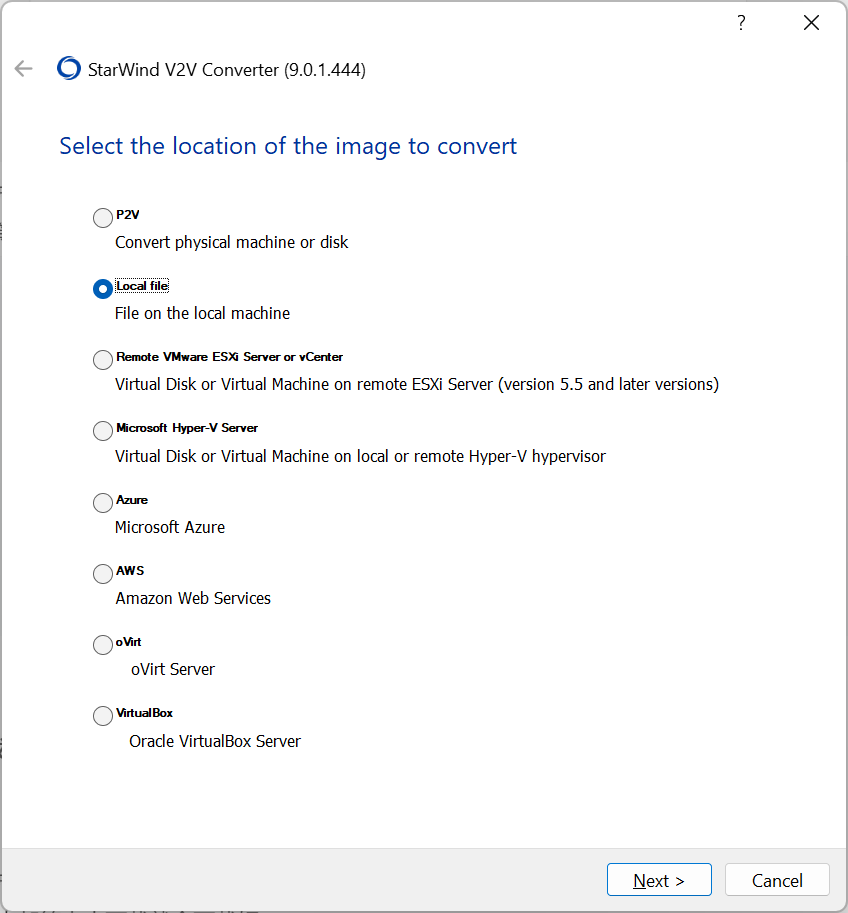 ?
StarWind V2V Converter (9.0.1.444)
Select the location of the image to convert
P2V
Convert physical machine or disk
Local file
File on the local machine
Remote VMware ESXi Server or vCenter
Virtual Disk or Virtual Machine on remote ESXi Server (version 5.5 and later versions)
Microsoft Hyper-V Server
Virtual Disk or Virtual Machine on local or remote Hyper-V hypervisor
Azure
Microsoft Azure
AWS
Amazon Web Services
oVirt
oVirt Server
VirtualBox
Oracle VirtualBox Server
Next >
Cancel